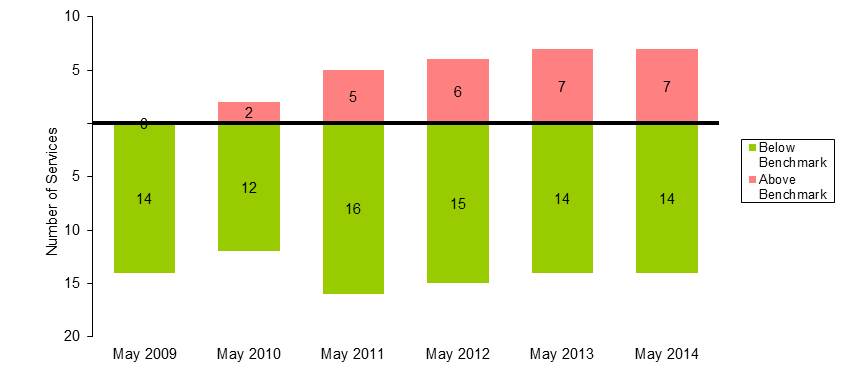 10
5
5
10
15
20
Number of Services
0
2
5
6
7
7
14
12
16
15
14
14
May 2009
May 2010
May 2011
May 2012
May 2013
May 2014
Below
Benchmark
Above
Benchmark